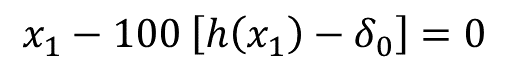 x₁ − 100 [h(x₁) − δ₀] = 0